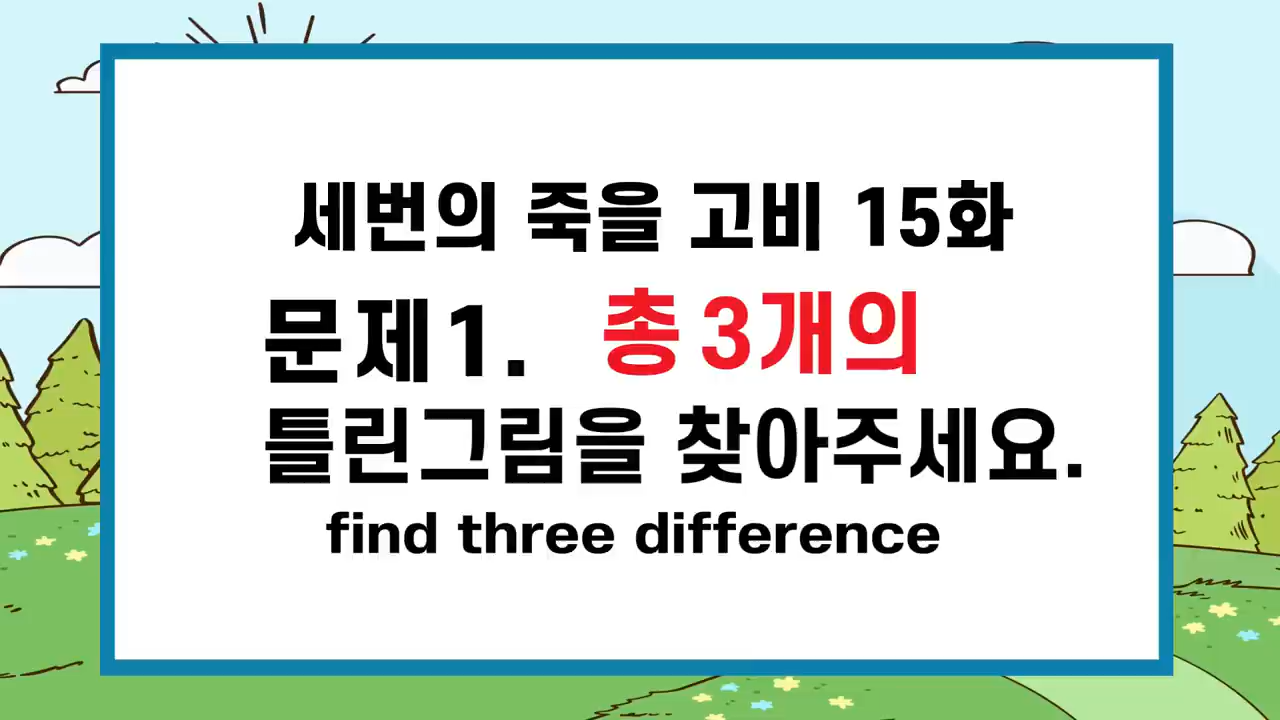 세번의 죽을 고비 15화
문제1. 총 3개의
틀린그림을 찾아주세요.
find three difference